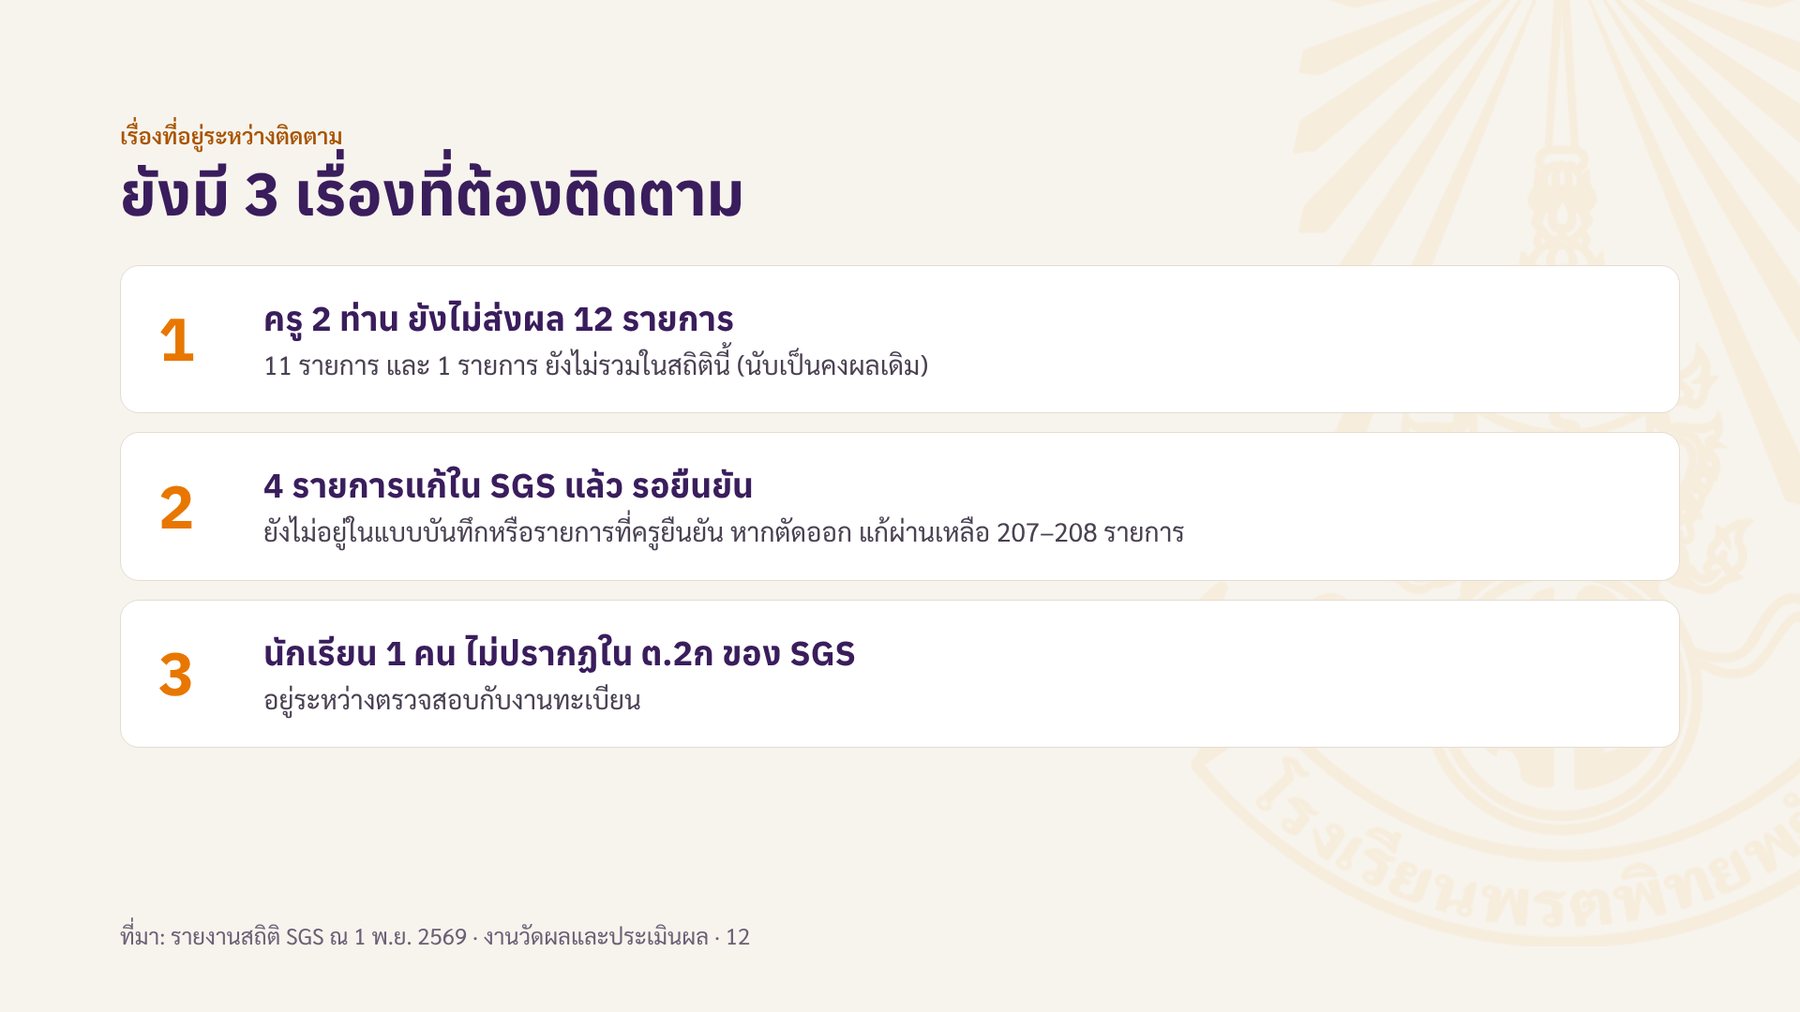 เรื่องที่อยู่ระหว่างติดตาม
ยังมี 3 เรื่องที่ต้องติดตาม
1
ครู 2 ท่าน ยังไม่ส่งผล 12 รายการ
11 รายการ และ 1 รายการ ยังไม่รวมในสถิตินี้ (นับเป็นคงผลเดิม)
2
4 รายการแก้ใน SGS แล้ว รอยืนยัน
ยังไม่อยู่ในแบบบันทึกหรือรายการที่ครูยืนยัน หากตัดออก แก้ผ่านเหลือ 207–208 รายการ
3
นักเรียน 1 คน ไม่ปรากฏใน ต.2ก ของ SGS
อยู่ระหว่างตรวจสอบกับงานทะเบียน
โรงเรียนพรตพิทยพ
ที่มา: รายงานสถิติ SGS ณ 1 พ.ย. 2569 · งานวัดผลและประเมินผล · 12